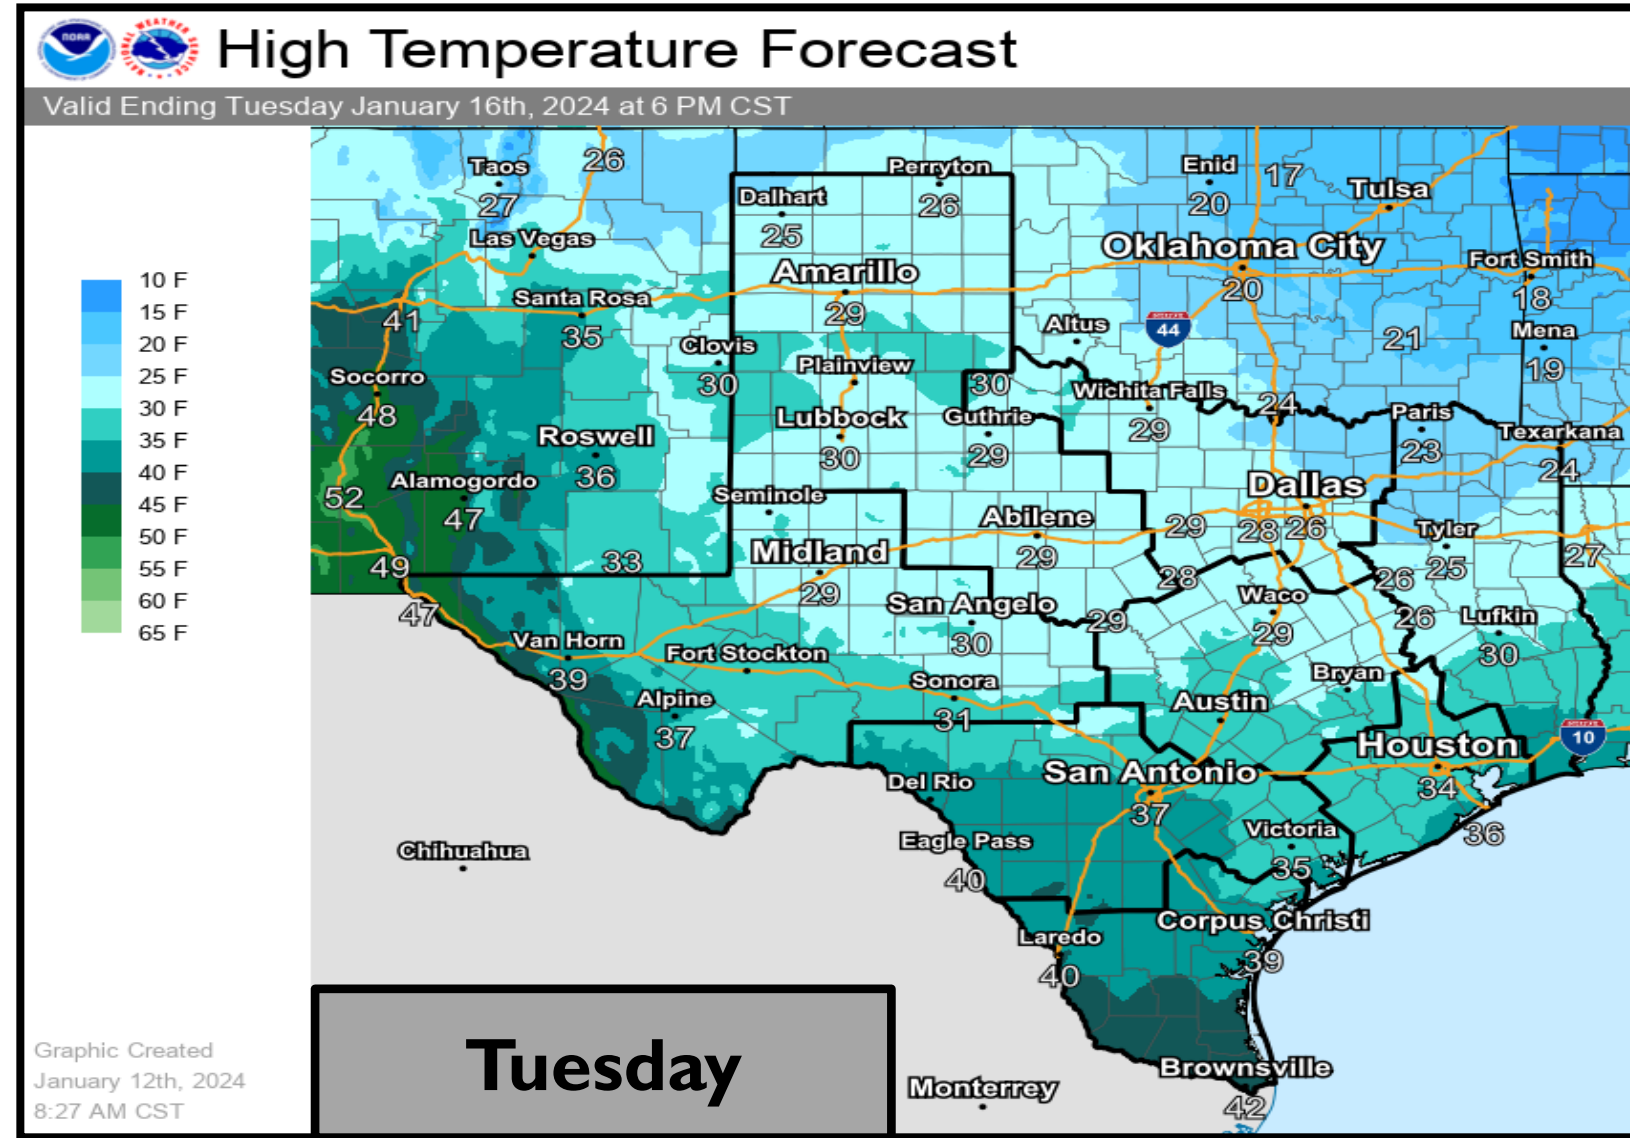 High Temperature Forecast
Valid Ending Tuesday January 16th, 2024 at 6 PM CST
10 F
15 F
20 F
25 F
30 F
35 F
40 F
45 F
50 F
55 F
60 F
65 F
Taos
27
26
Las Vegas
Perryton
26
Dalhart
25
Enid
20
17
Tulsa
Oklahoma City
20
Amarillo
29
Fort Smith
18
Santa Rosa
35
41
Altus
44
21
Mena
19
Clovis
30
Plainview
Socorro
48
30
Wichita Falls
29
24
Lubbock
30
Guthrie
29
Paris
23
Texarkana
24
Roswell
36
Alamogordo
47
52
Seminole
Dallas
29
28
26
Abilene
29
Tyler
25
27
Midland
29
33
49
47
28
26
San Angelo
30
29
Waco
29
26
Lufkin
30
Van Horn
39
Fort Stockton
Sonora
31
Bryan
Alpine
37
Austin
Houston
34
10
San Antonio
37
Del Rio
Victoria
35
36
Eagle Pass
40
Chihuahua
Corpus Christi
39
Laredo
40
Brownsville
42
Monterrey
Tuesday
Graphic Created
January 12th, 2024
8:27 AM CST